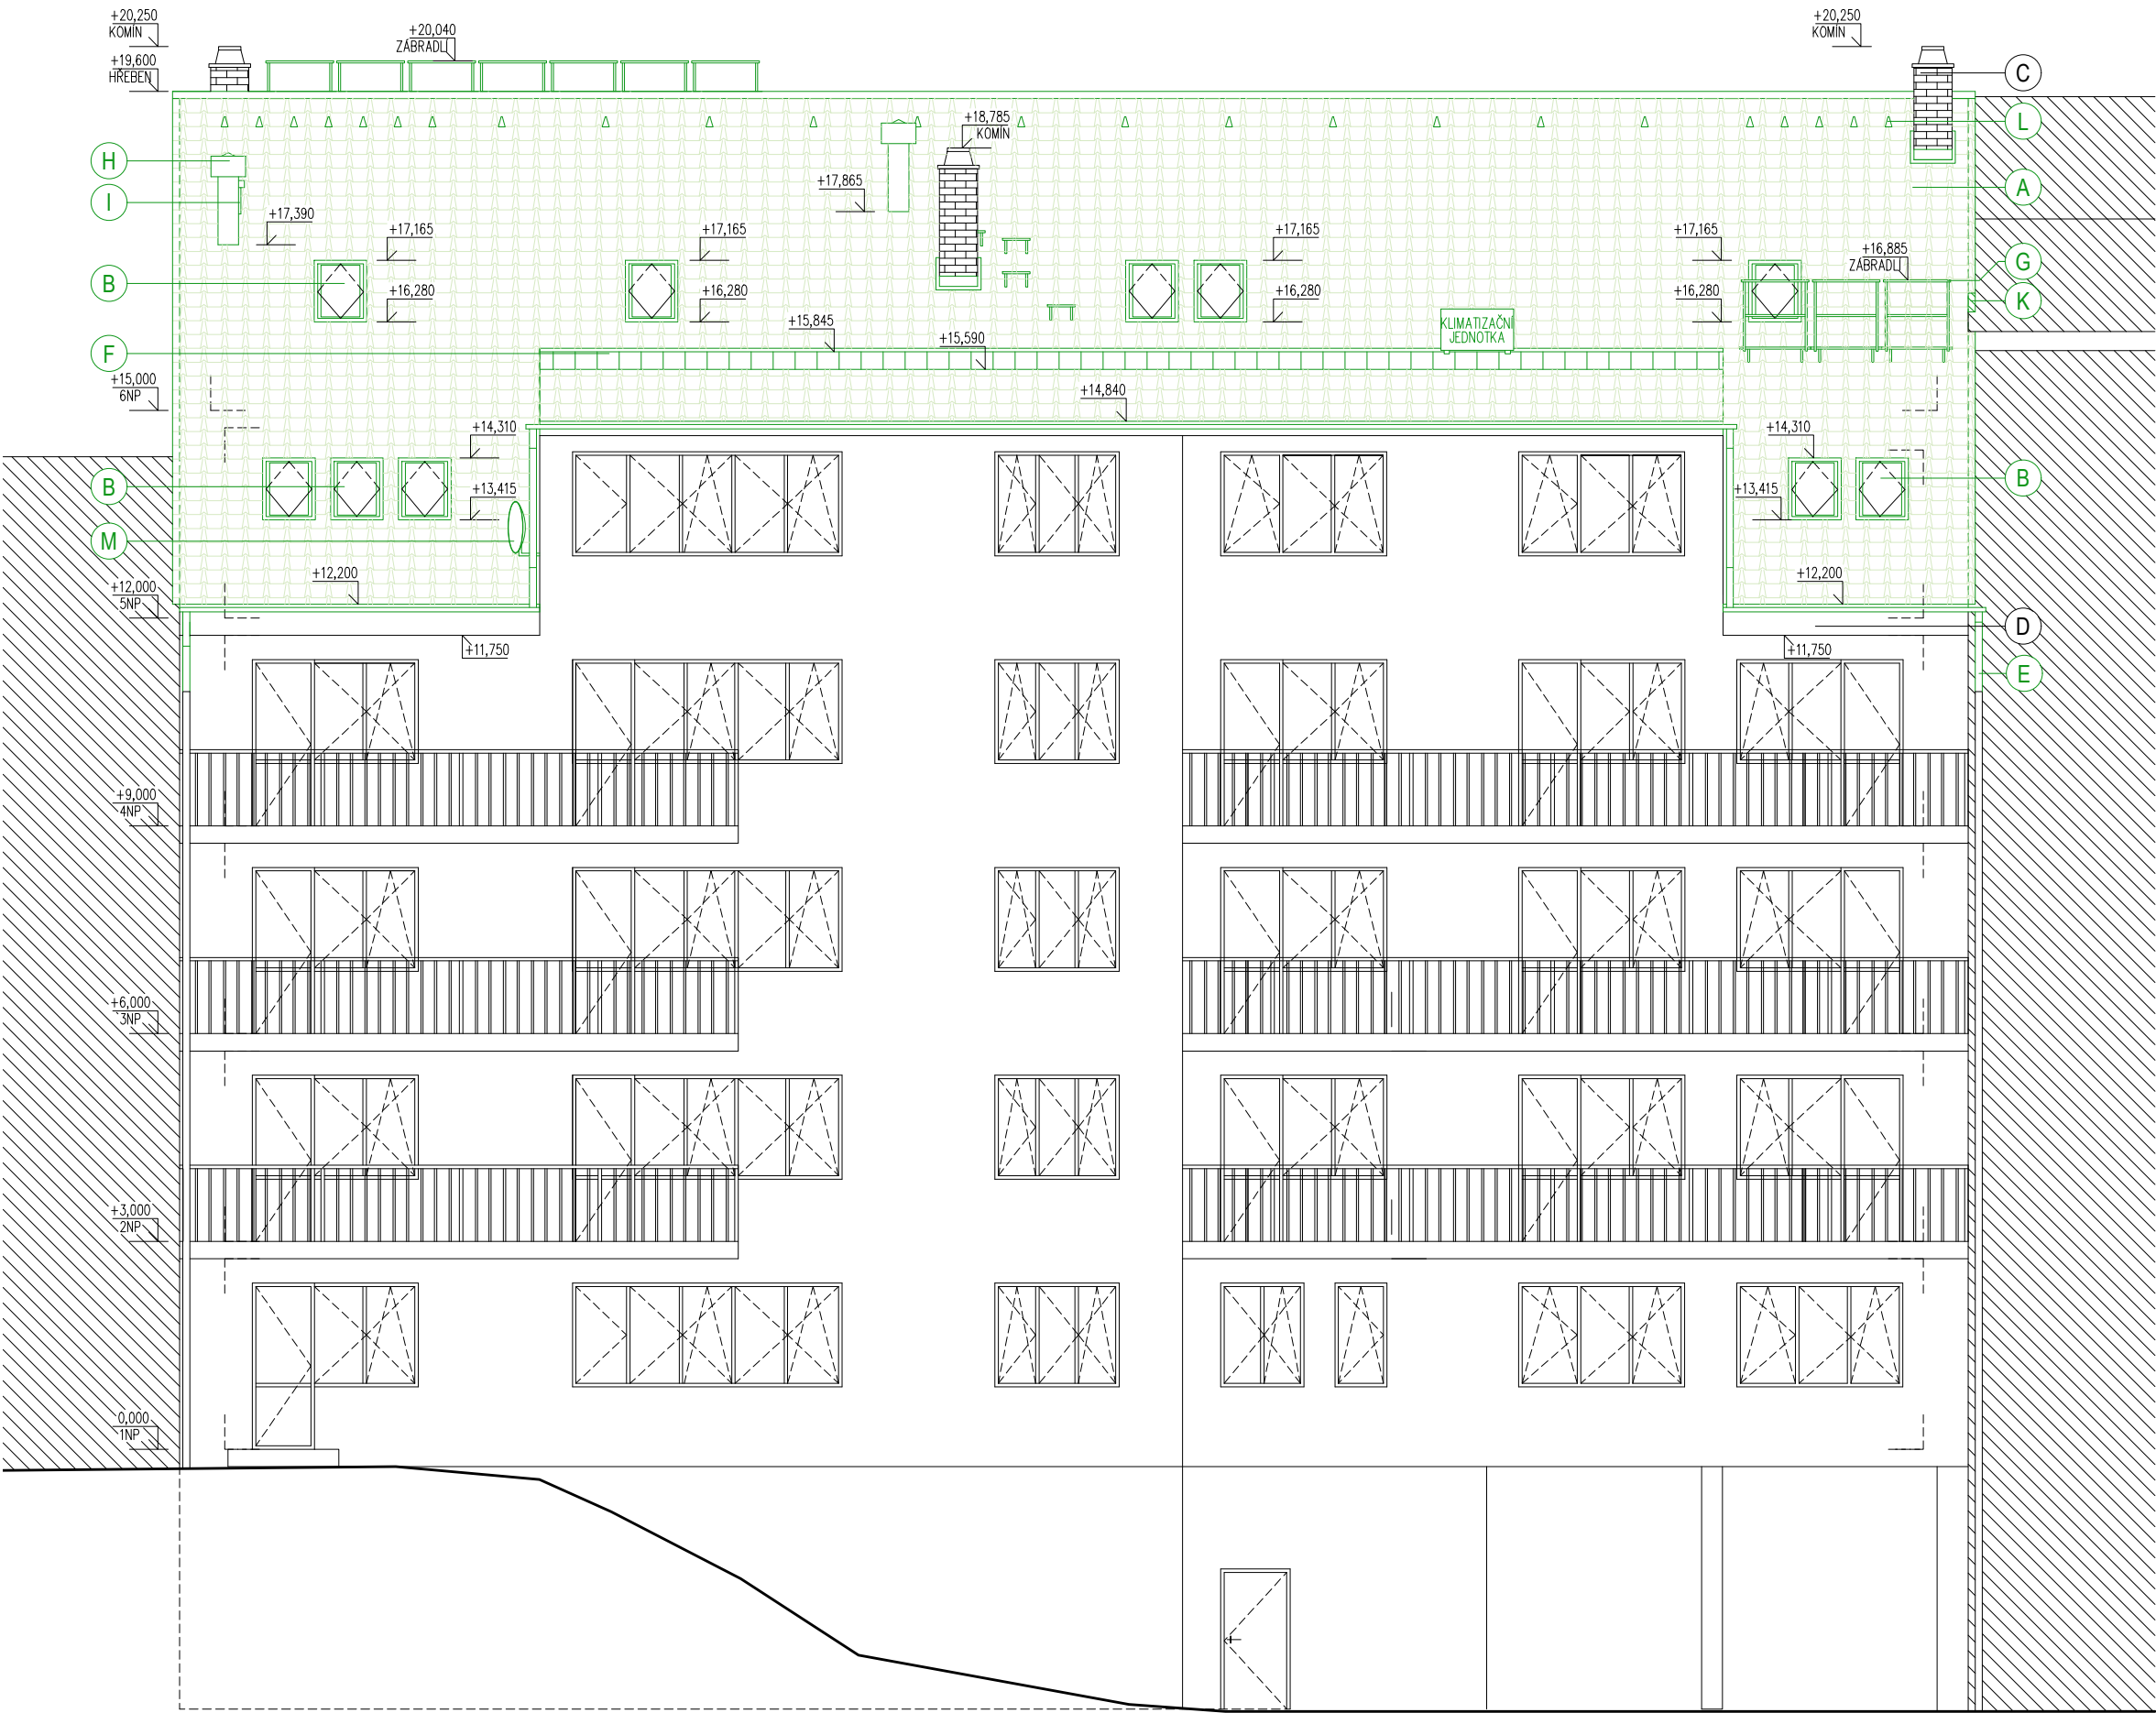 +20,250
KOMÍN
+20,040
ZÁBRADLÍ
+20,250
KOMÍN
+19,600
HŘEBEN
C
L
+18,785
KOMÍN
H
A
+17,865
I
+17,390
+17,165
+17,165
+17,165
+17,165
+16,885
ZÁBRADLÍ
G
B
+16,280
+16,280
+16,280
+16,280
K
KLIMATIZAČNÍ
JEDNOTKA
+15,845
+15,590
F
+15,000
6NP
+14,840
+14,310
+14,310
B
B
+13,415
+13,415
M
+12,200
+12,200
+12,000
5NP
D
+11,750
+11,750
E
+9,000
4NP
+6,000
3NP
+3,000
2NP
0,000
1NP